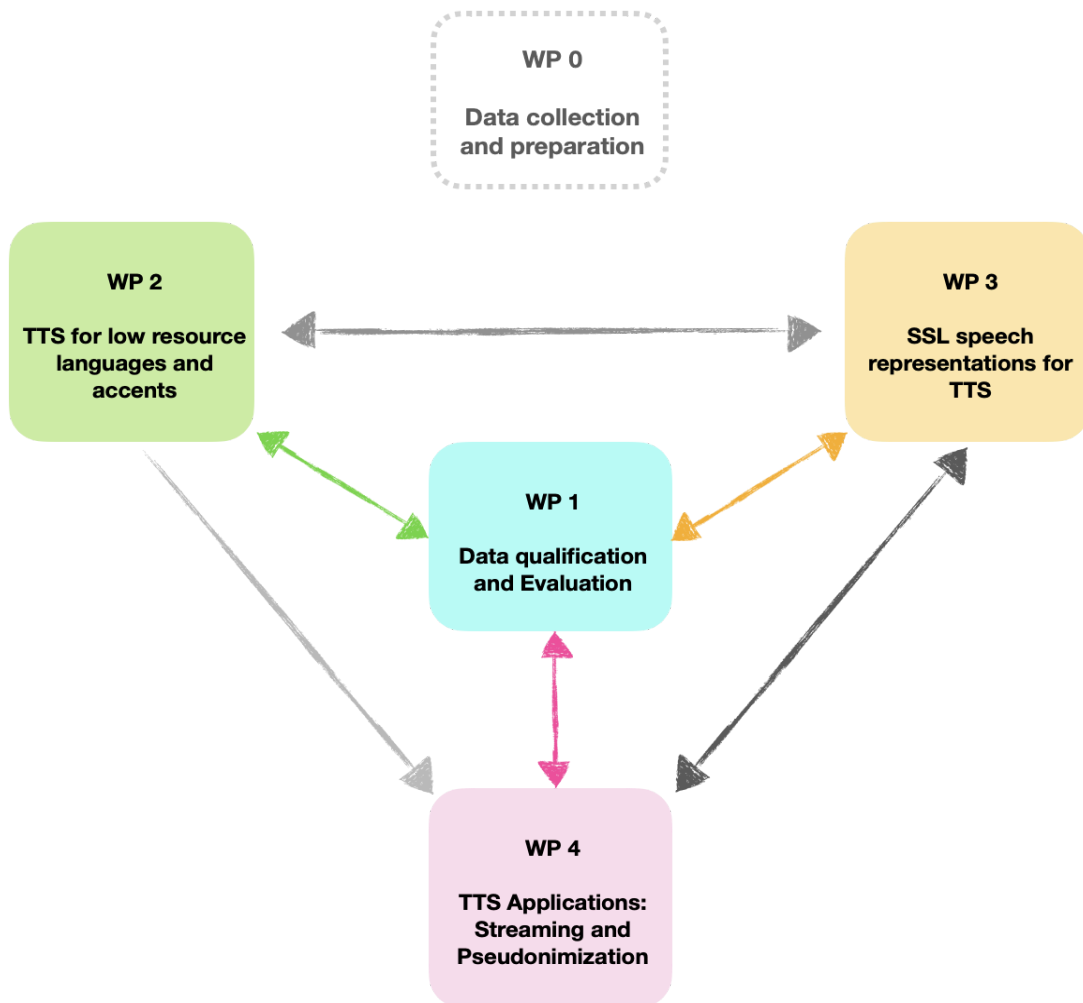 WP 0
Data collection
and preparation
WP 2
TTS for low resource
languages and
accents
WP 3
SSL speech
representations for
TTS
WP 1
Data qualification
and Evaluation
WP 4
TTS Applications:
Streaming and
Pseudonimization